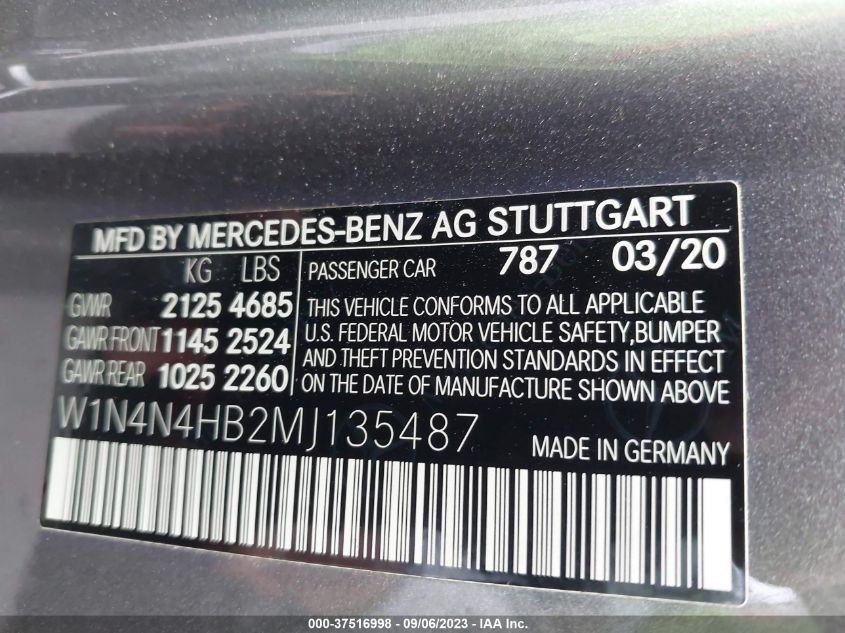 MFD BY MERCEDES-BENZ AG STUTTGART
KG LBS PASSENGER CAR 787 03/20
GVWR 2125 4685 THIS VEHICLE CONFORMS TO ALL APPLICABLE
GAWR FRONT 1145 2524 U.S. FEDERAL MOTOR VEHICLE SAFETY,BUMPER
GAWR REAR 1025 2260 AND THEFT PREVENTION STANDARDS IN EFFECT
ON THE DATE OF MANUFACTURE SHOWN ABOVE
W1N4N4HB2MJ135487 MADE IN GERMANY
000-37516998 - 09/06/2023 - IAA Inc.